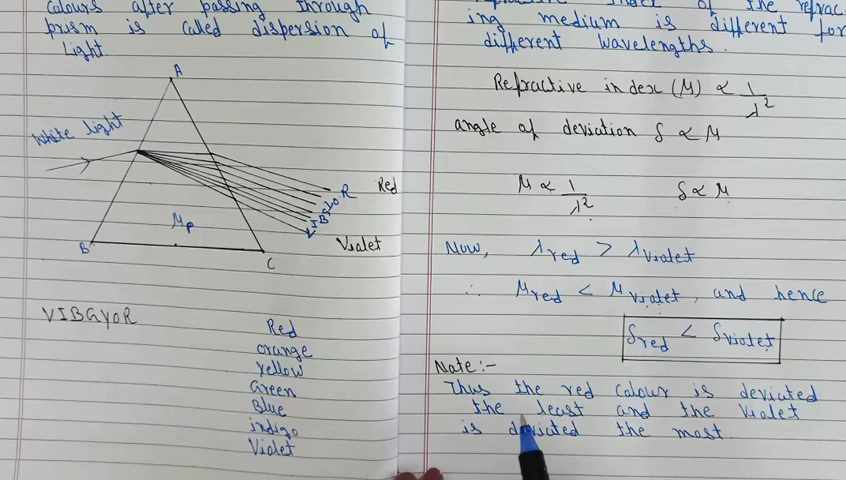 Colours after passing through
prism is called dispersion of
Light
A
White light
R
O
Y
G
B
I
V
Red
Violet
μp
B
C
VIBGYOR
Red
orange
yellow
Green
Blue
indigo
Violet
of the refrac-
ing medium is different for
different wavelengths.
Refractive index (μ) ∝ 1/λ²
angle of deviation δ ∝ μ
μ ∝ 1/λ² δ ∝ μ
Now, λred > λviolet
∴ μred < μviolet, and hence
δred < δviolet
Note:-
Thus the red colour is deviated
the least and the violet
is deviated the most.